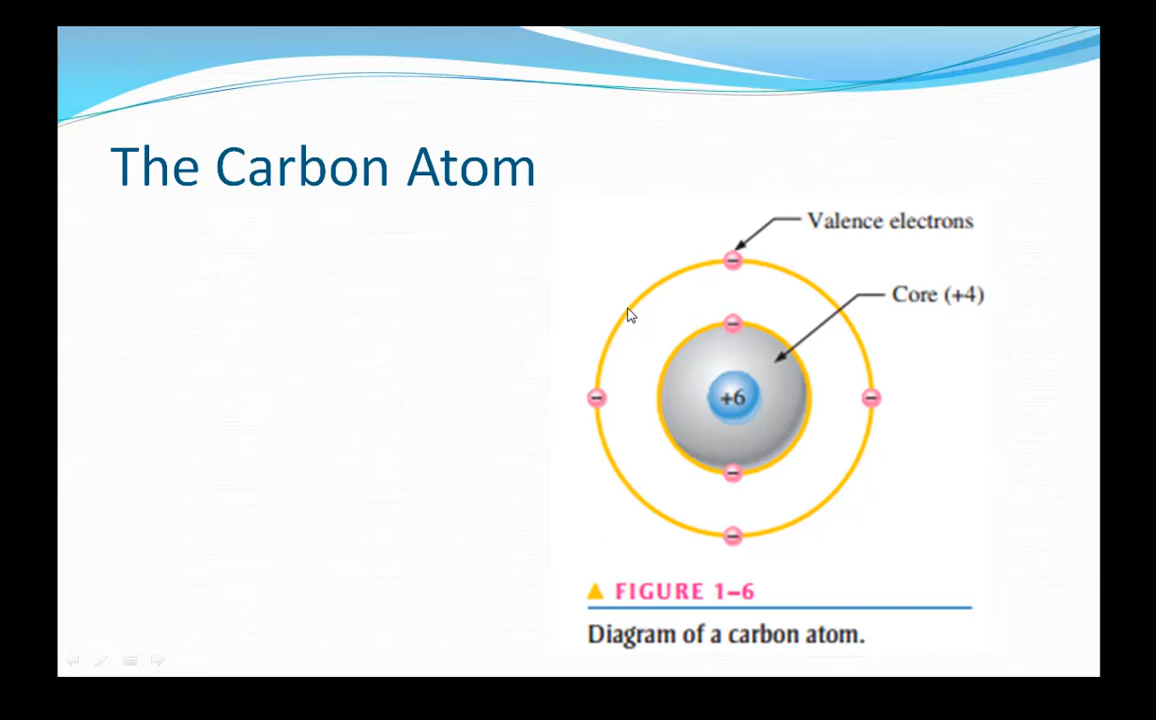 The Carbon Atom
Valence electrons
Core (+4)
−
−
+6
−
−
−
−
▲ FIGURE 1–6
Diagram of a carbon atom.